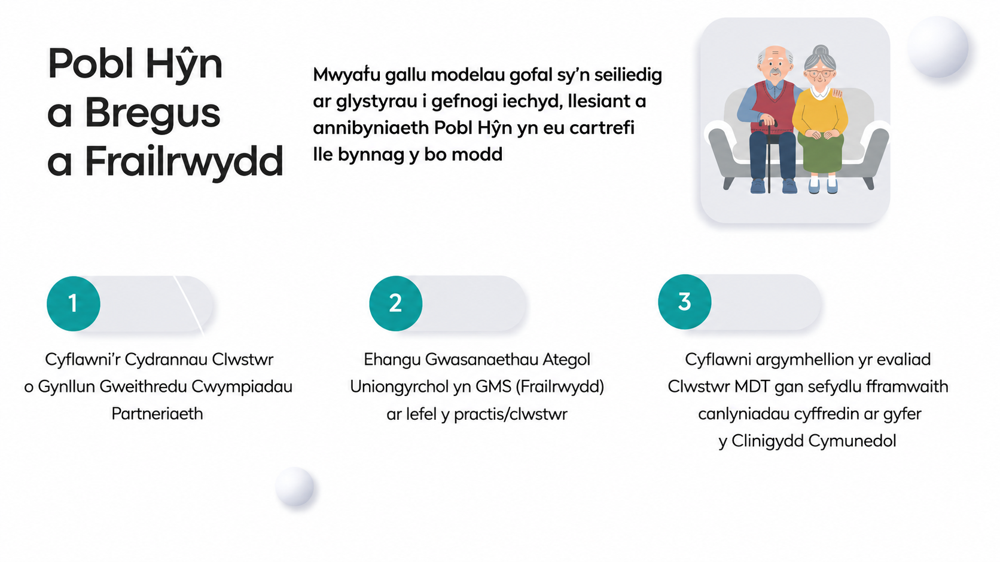 Pobl Hŷn
a Bregus
a Frailrwydd
Mwyafu gallu modelau gofal sy’n seiliedig
ar glystyrau i gefnogi iechyd, llesiant a
annibyniaeth Pobl Hŷn yn eu cartrefi
lle bynnag y bo modd
1
Cyflawni’r Cydrannau Clwstwr
o Gynllun Gweithredu Cwympiadau
Partneriaeth
2
Ehangu Gwasanaethau Ategol
Uniongyrchol yn GMS (Frailrwydd)
ar lefel y practis/clwstwr
3
Cyflawni argymhellion yr evaliad
Clwstwr MDT gan sefydlu fframwaith
canlyniadau cyffredin ar gyfer
y Clinigydd Cymunedol